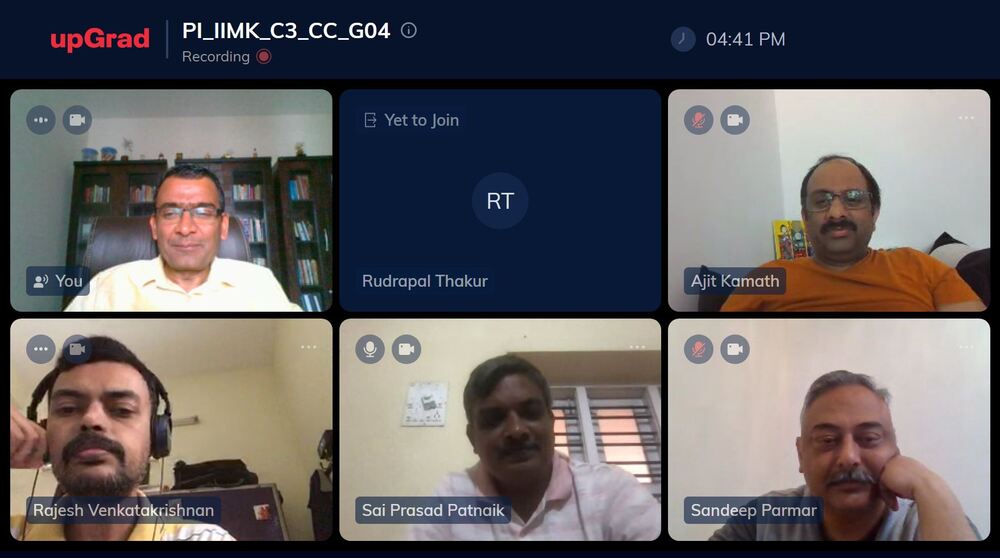 upGrad
PI_IIMK_C3_CC_G04
Recording
04:41 PM
You
Yet to Join
RT
Rudrapal Thakur
Ajit Kamath
Rajesh Venkatakrishnan
Sai Prasad Patnaik
Sandeep Parmar